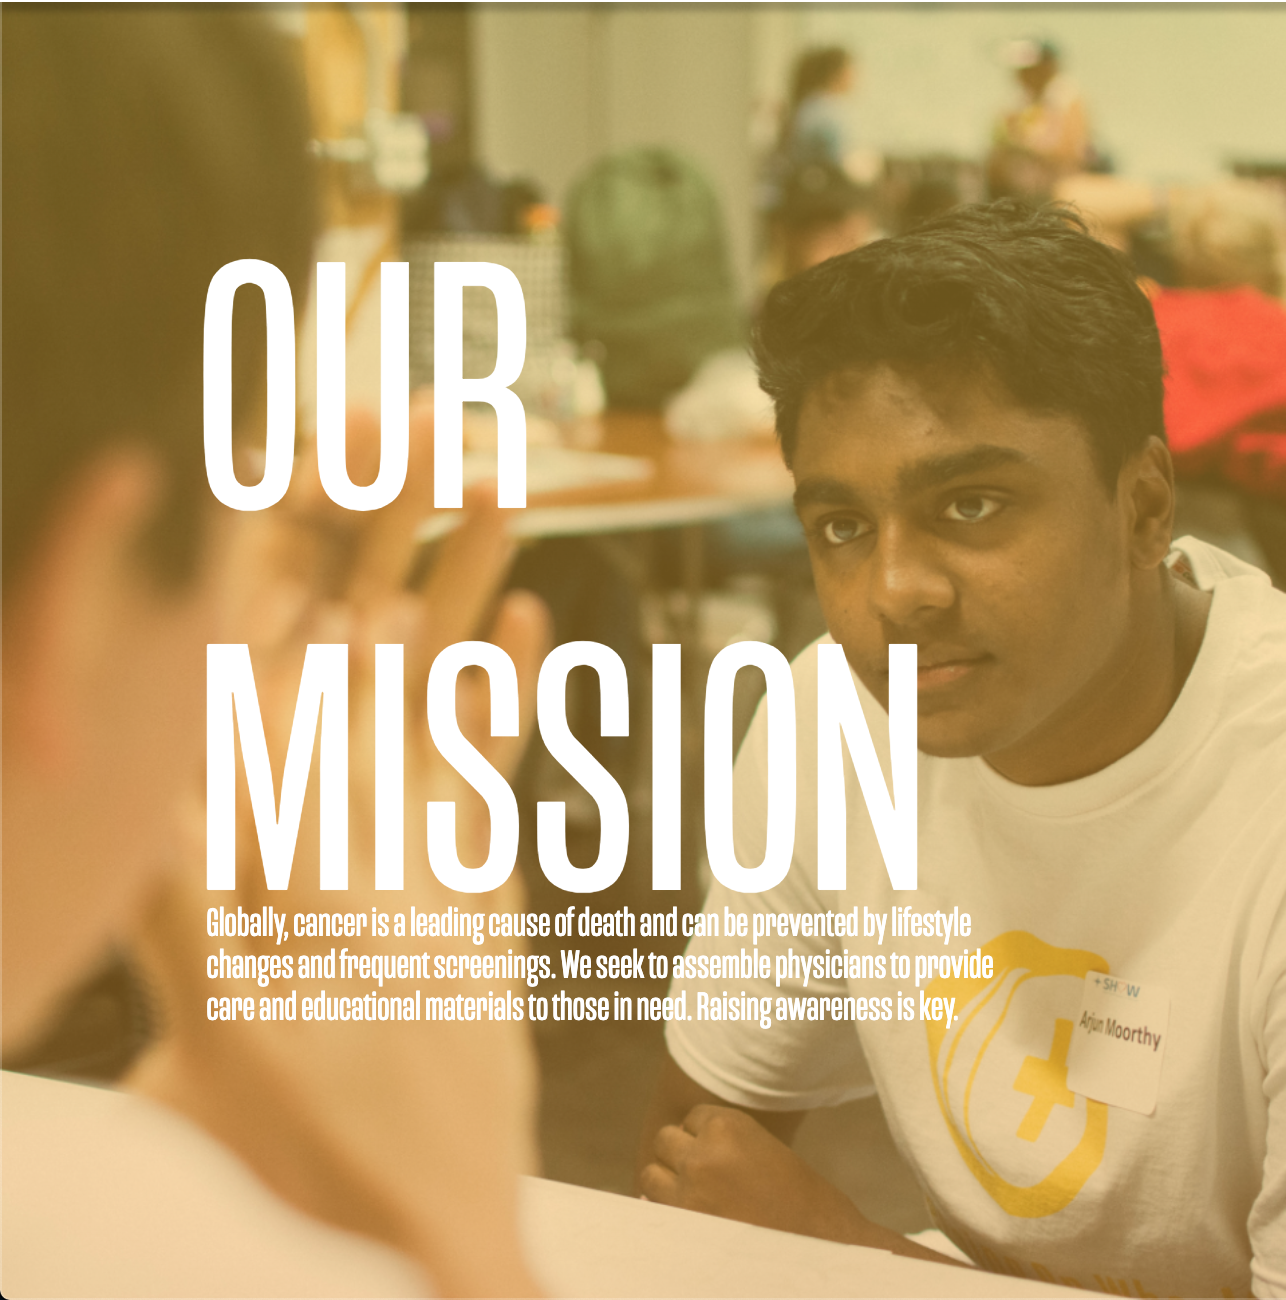 OUR
MISSION
Globally, cancer is a leading cause of death and can be prevented by lifestyle
changes and frequent screenings. We seek to assemble physicians to provide
care and educational materials to those in need. Raising awareness is key.
+ SHOW
Arjun Moorthy